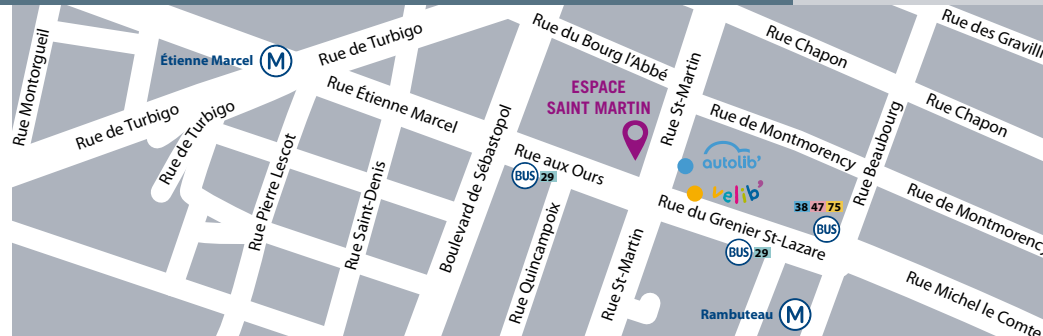 Rue Montorgueil
Étienne Marcel
M
Rue de Turbigo
Rue de Turbigo
Rue de Turbigo
Rue Étienne Marcel
Rue Pierre Lescot
Rue Saint-Denis
Boulevard de Sébastopol
Rue du Bourg l'Abbé
ESPACE
SAINT MARTIN
Rue St-Martin
Rue aux Ours
BUS 29
Rue Quincampoix
Rue St-Martin
autolib'
velib'
Rue Chapon
Rue des Gravill
Rue Chapon
Rue de Montmorency
Rue Beaubourg
Rue de Montmorency
38 47 75
BUS
Rue du Grenier St-Lazare
BUS 29
Rambuteau
M
Rue Michel le Comte